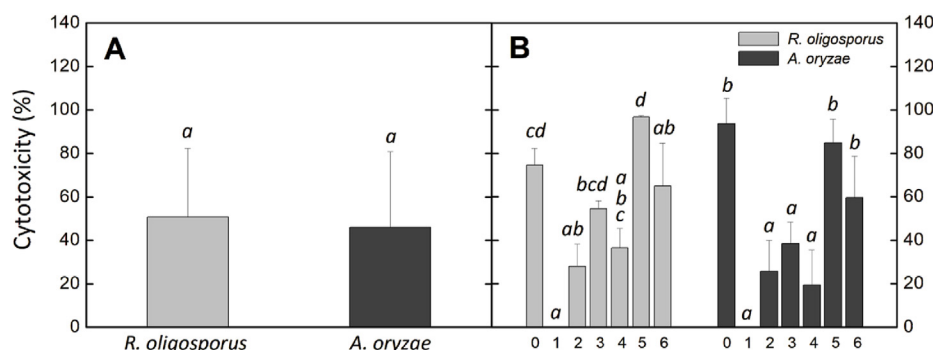 140
120
100
80
60
40
20
0
Cytotoxicity (%)
A
a
a
R. oligosporus
A. oryzae
B
R. oligosporus
A. oryzae
cd
a
ab
bcd
a
b
c
d
ab
b
a
a
a
a
b
b
0 1 2 3 4 5 6
0 1 2 3 4 5 6
140
120
100
80
60
40
20
0